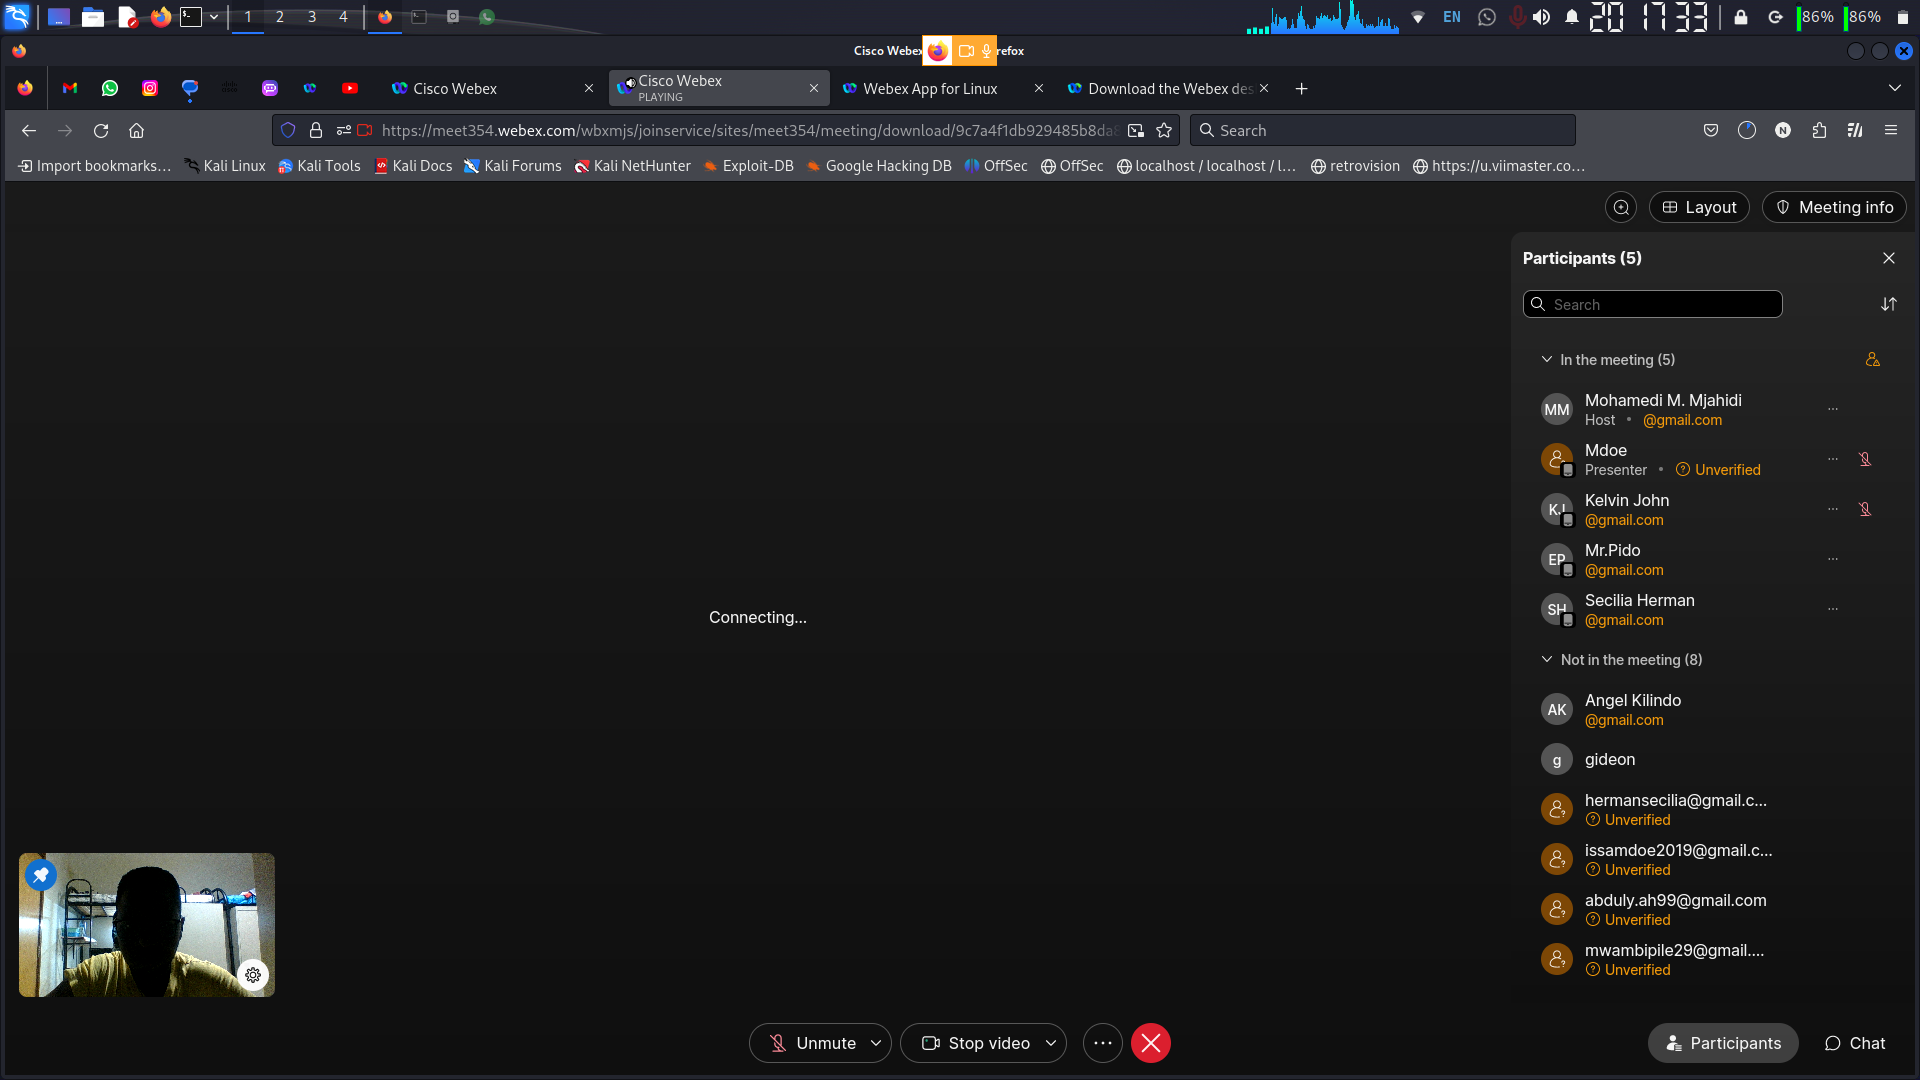 1 2 3 4
EN
20 17 33
86% 86%
Cisco Webex
refox
Cisco Webex
Cisco Webex
PLAYING
Webex App for Linux
Download the Webex des
https://meet354.webex.com/wbxmjs/joinservice/sites/meet354/meeting/download/9c7a4f1db929485b8da8
Search
Import bookmarks...
Kali Linux
Kali Tools
Kali Docs
Kali Forums
Kali NetHunter
Exploit-DB
Google Hacking DB
OffSec
OffSec
localhost / localhost / l...
retrovision
https://u.viimaster.co...
Layout
Meeting info
Participants (5)
Search
In the meeting (5)
MM
Mohamedi M. Mjahidi
Host • @gmail.com
Mdoe
Presenter • Unverified
KJ
Kelvin John
@gmail.com
EP
Mr.Pido
@gmail.com
SH
Secilia Herman
@gmail.com
Not in the meeting (8)
AK
Angel Kilindo
@gmail.com
g
gideon
hermansecilia@gmail.c...
Unverified
issamdoe2019@gmail.c...
Unverified
abduly.ah99@gmail.com
Unverified
mwambipile29@gmail....
Unverified
Connecting...
Unmute
Stop video
Participants
Chat